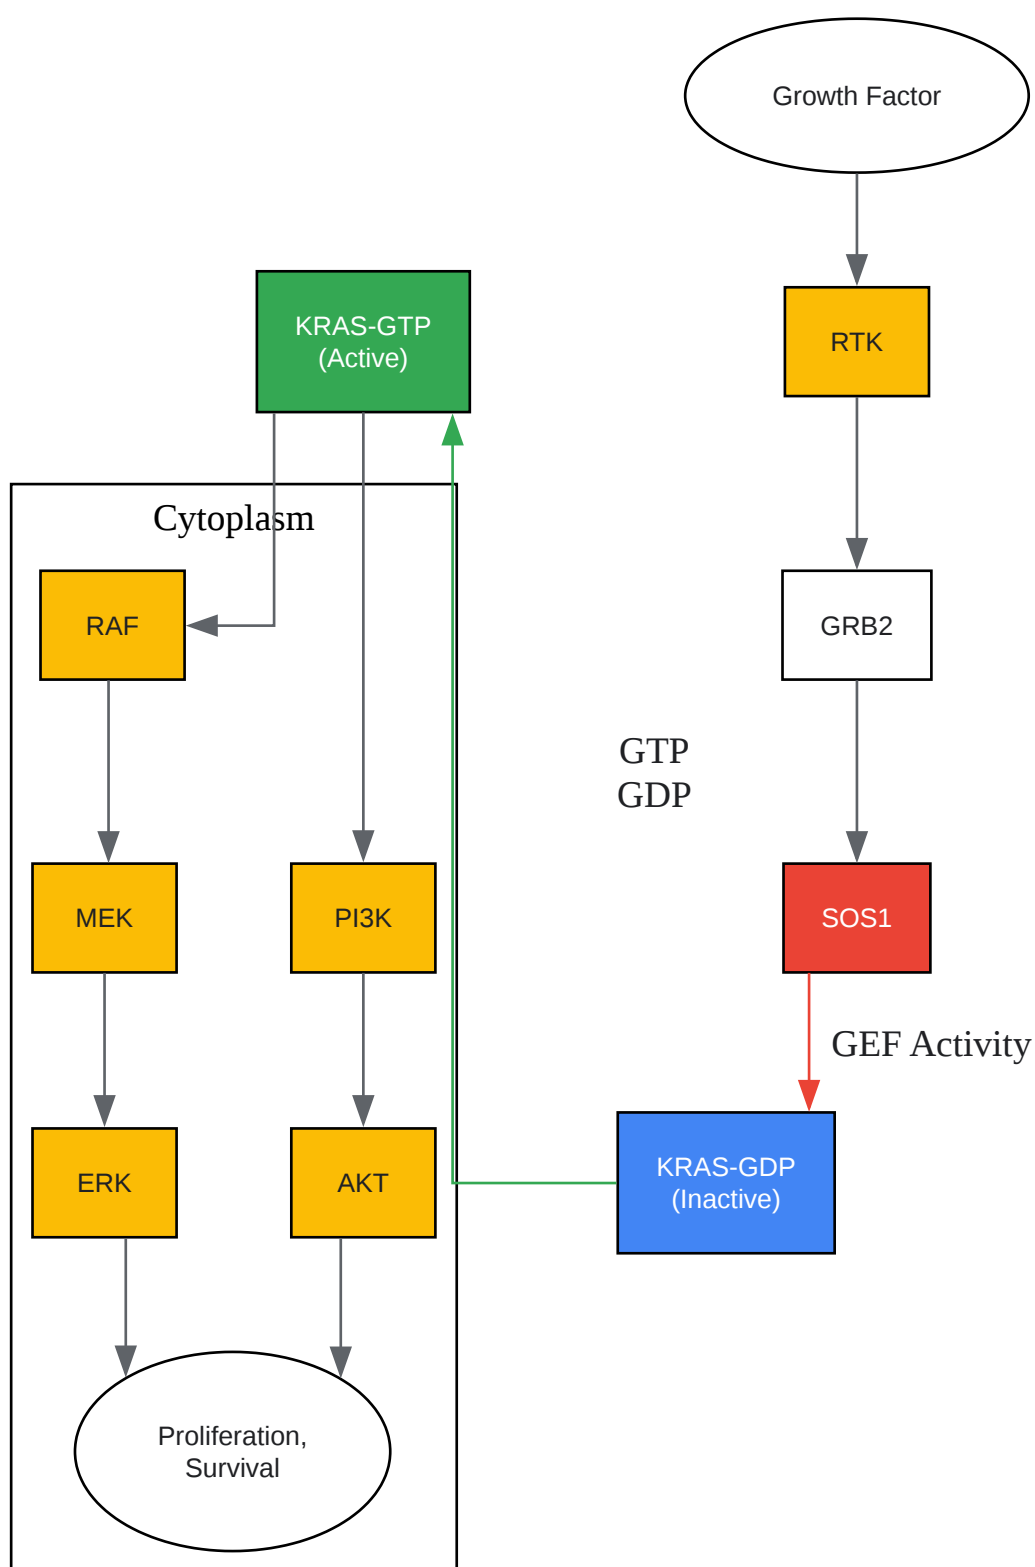 Growth Factor
KRAS-GTP
(Active)
RTK
Cytoplasm
RAF
GRB2
GTP
GDP
MEK
PI3K
SOS1
GEF Activity
KRAS-GDP
(Inactive)
ERK
AKT
Proliferation,
Survival